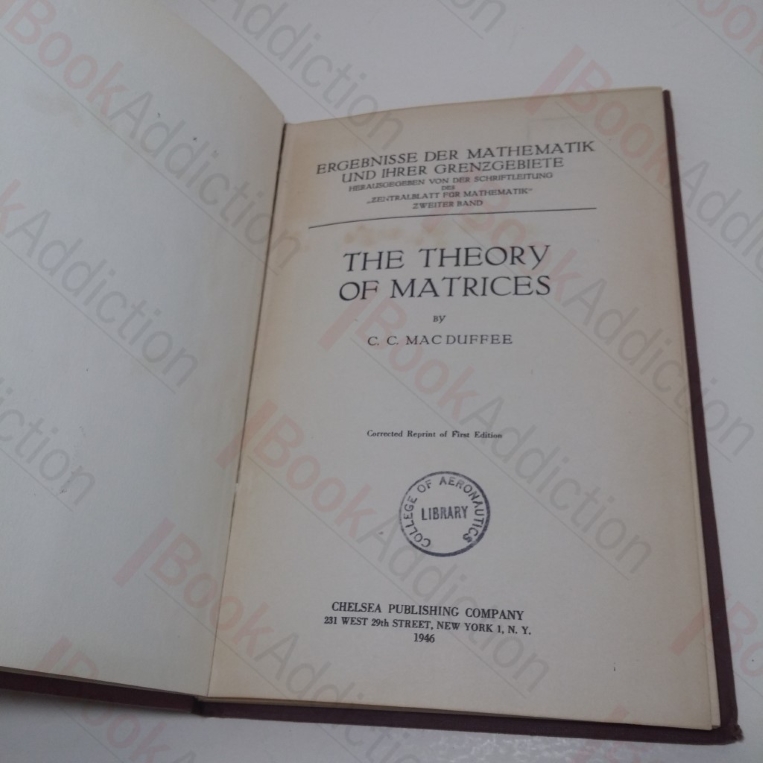 ERGEBNISSE DER MATHEMATIK
UND IHRER GRENZGEBIETE
HERAUSGEGEBEN VON DER SCHRIFTLEITUNG
DES
„ZENTRALBLATT FÜR MATHEMATIK“
ZWEITER BAND
THE THEORY
OF MATRICES
BY
C. C. MAC DUFFEE
Corrected Reprint of First Edition
COLLEGE OF AERONAUTICS
LIBRARY
CHELSEA PUBLISHING COMPANY
231 WEST 29th STREET, NEW YORK 1, N. Y.
1946
BookAddiction